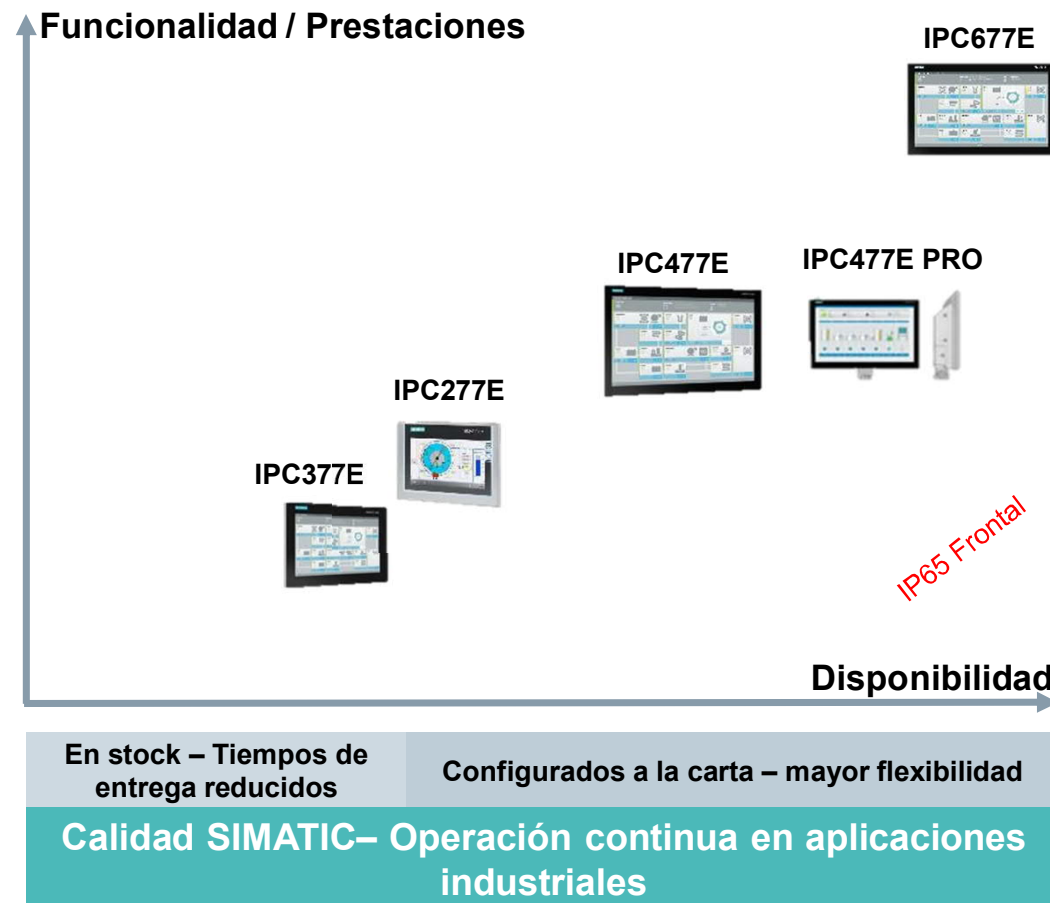 Funcionalidad / Prestaciones
IPC677E
IPC477E
IPC477E PRO
IPC277E
IPC377E
IP65 Frontal
Disponibilidad
En stock – Tiempos de
entrega reducidos
Configurados a la carta – mayor flexibilidad
Calidad SIMATIC– Operación continua en aplicaciones
industriales